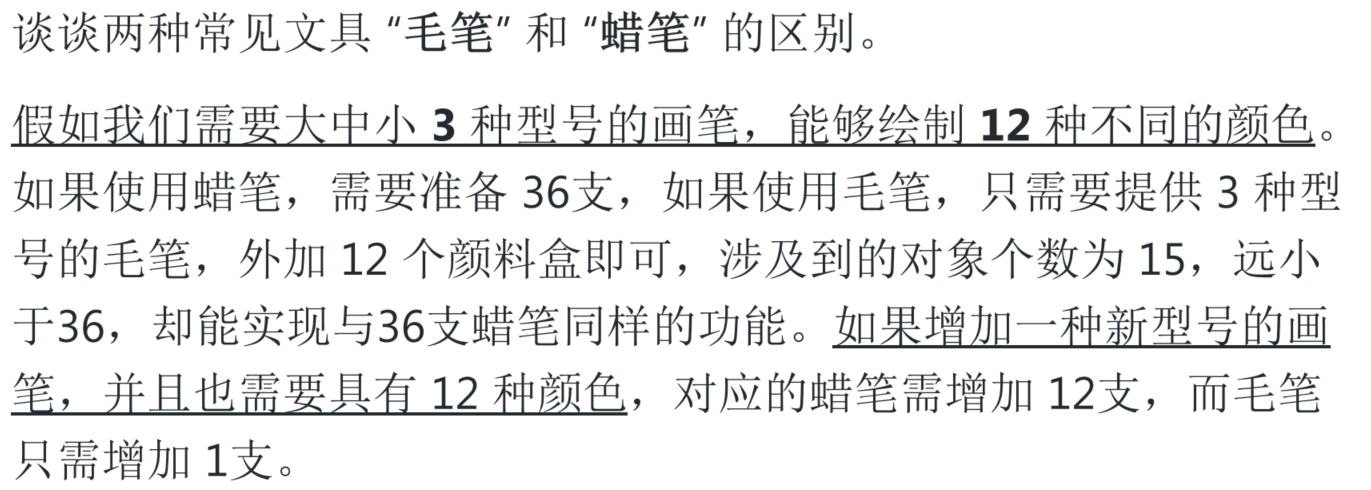 谈谈两种常见文具 “毛笔” 和 “蜡笔” 的区别。
假如我们需要大中小 3 种型号的画笔，能够绘制 12 种不同的颜色。
如果使用蜡笔，需要准备 36支，如果使用毛笔，只需要提供 3 种型
号的毛笔，外加 12 个颜料盒即可，涉及到的对象个数为 15，远小
于36，却能实现与36支蜡笔同样的功能。如果增加一种新型号的画
笔，并且也需要具有 12 种颜色，对应的蜡笔需增加 12支，而毛笔
只需增加 1支。